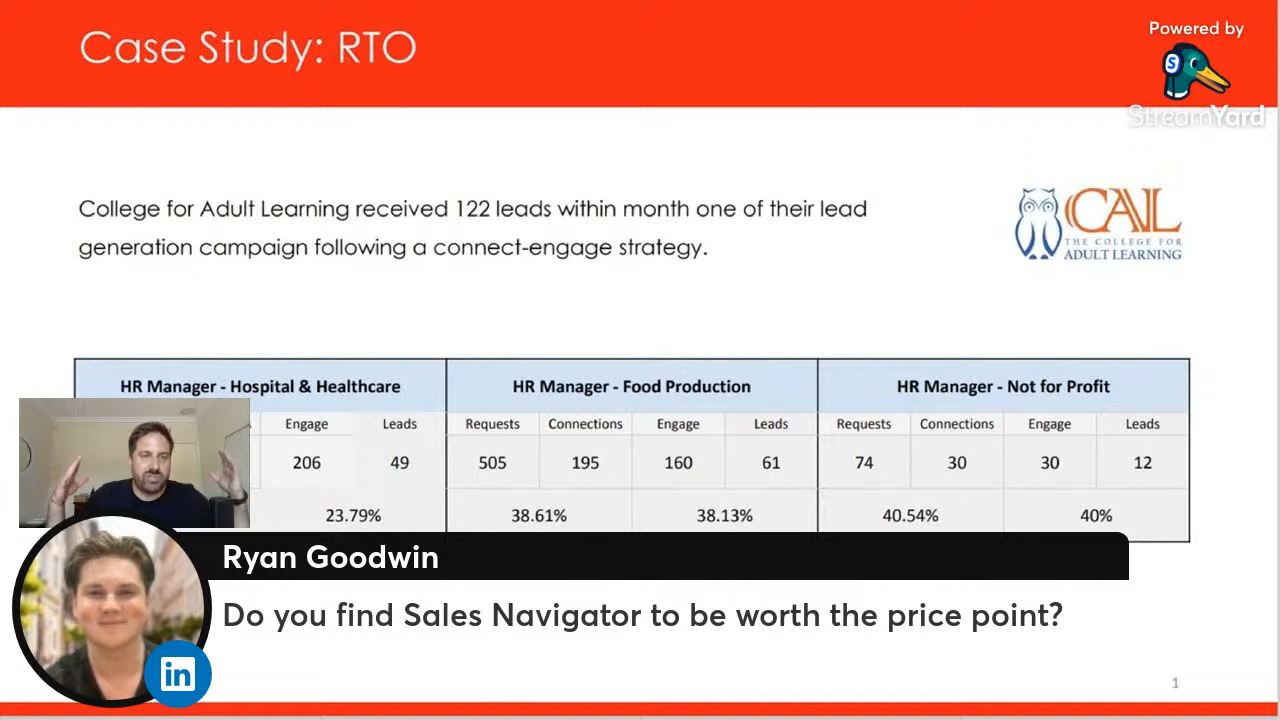 Case Study: RTO
Powered by
S
StreamYard
College for Adult Learning received 122 leads within month one of their lead
generation campaign following a connect-engage strategy.
CAL
THE COLLEGE FOR
ADULT LEARNING
HR Manager - Hospital & Healthcare HR Manager - Food Production HR Manager - Not for Profit
Engage Leads Requests Connections Engage Leads Requests Connections Engage Leads
206 49 505 195 160 61 74 30 30 12
23.79% 38.61% 38.13% 40.54% 40%
Ryan Goodwin
Do you find Sales Navigator to be worth the price point?
in
1